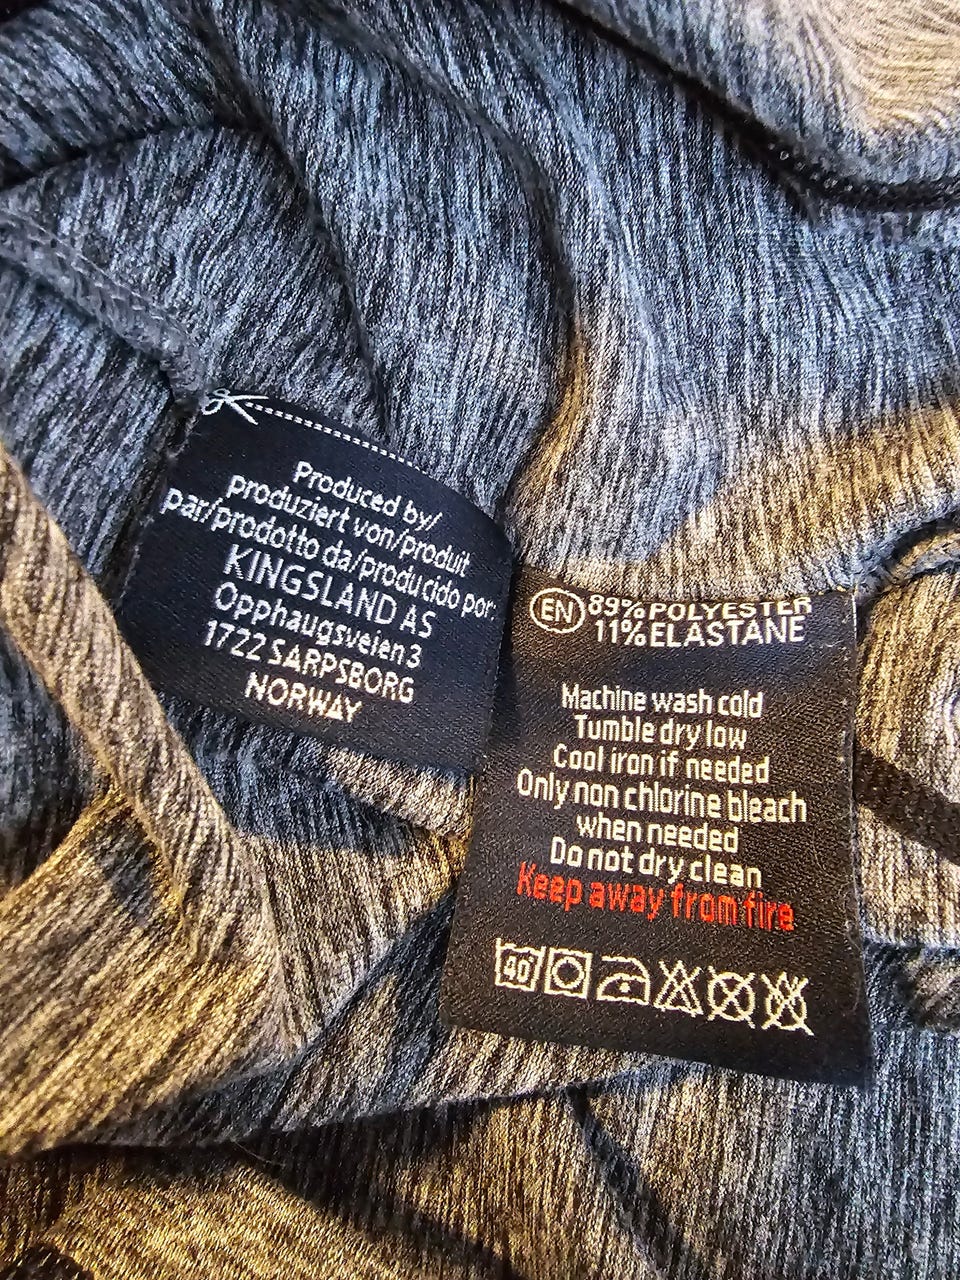 Produced by/
produziert von/produit
par/prodotto da/producido por:
KINGSLAND AS
Opphaugsveien 3
1722 SARPSBORG
NORWAY
EN 89% POLYESTER
11% ELASTANE
Machine wash cold
Tumble dry low
Cool iron if needed
Only non chlorine bleach
when needed
Do not dry clean
Keep away from fire
40